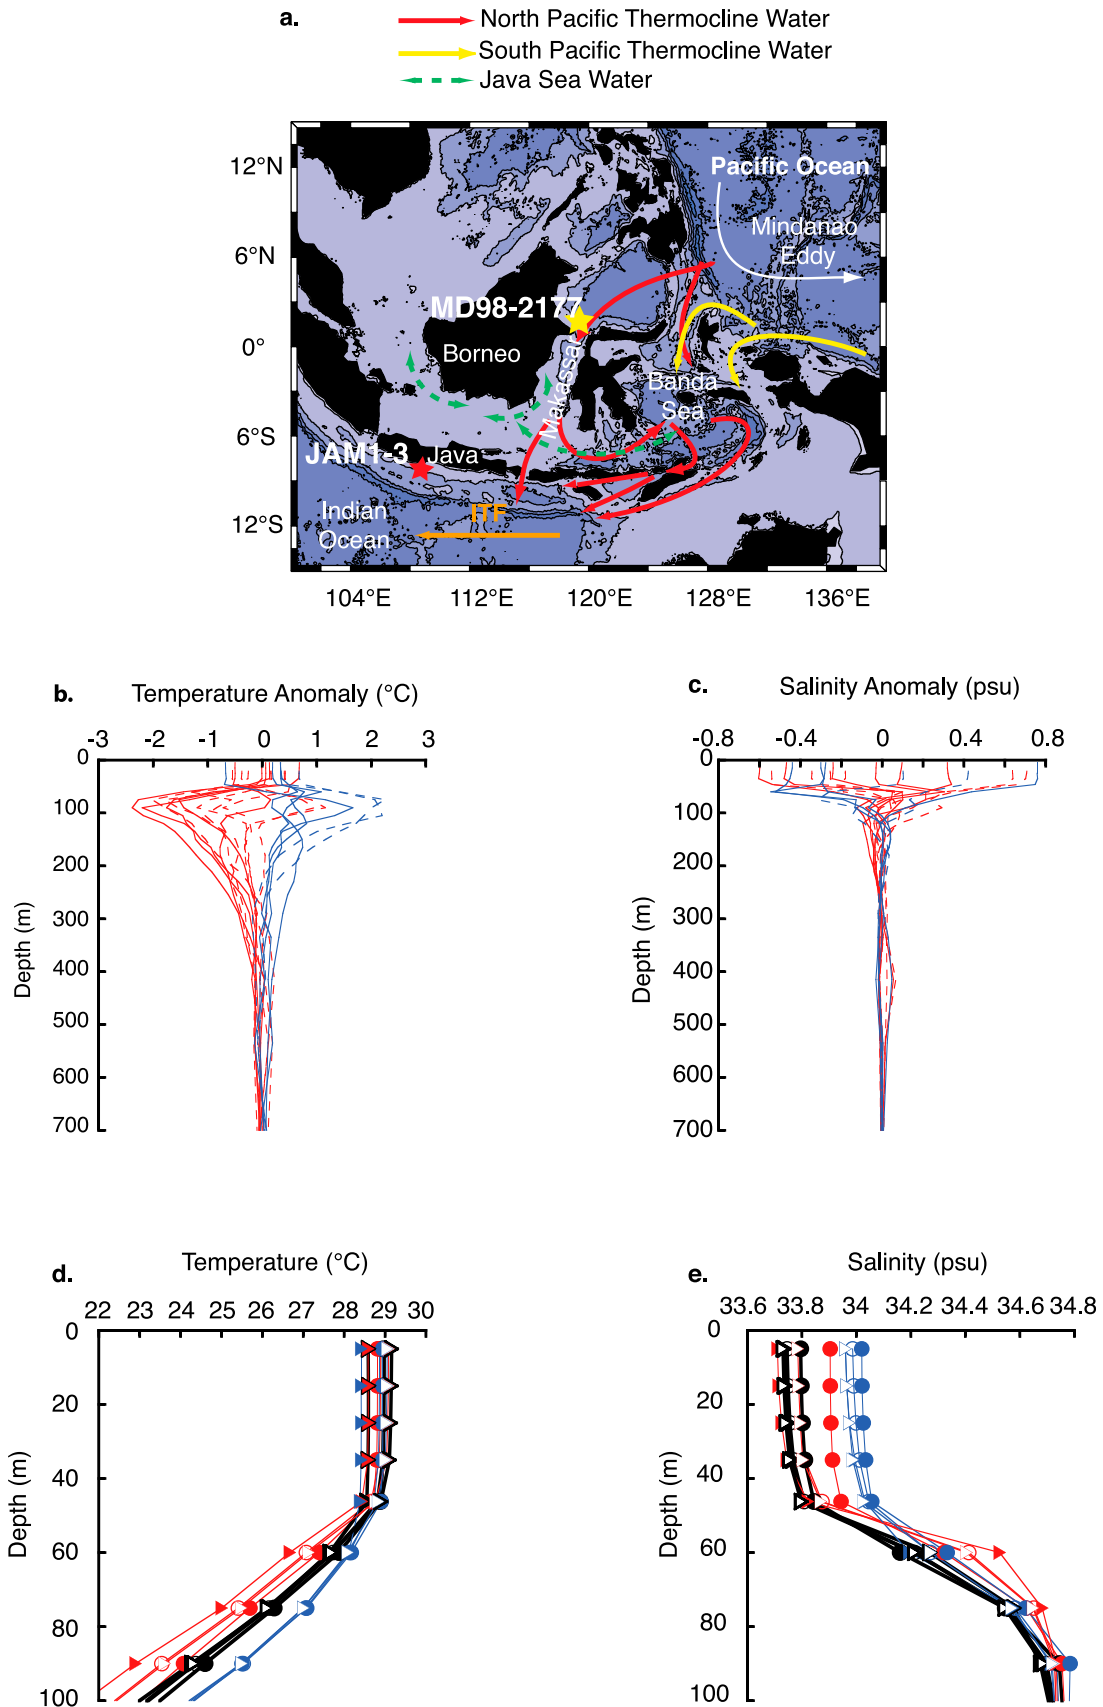 a.
North Pacific Thermocline Water
South Pacific Thermocline Water
Java Sea Water
12°N
6°N
0°
6°S
12°S
Pacific Ocean
Mindanao
Eddy
MD98-2177
Borneo
Makassar
Banda
Sea
JAM1-3
Java
Indian
Ocean
ITF
104°E 112°E 120°E 128°E 136°E
b. Temperature Anomaly (°C)
-3 -2 -1 0 1 2 3
0
100
200
300
400
500
600
700
Depth (m)
c. Salinity Anomaly (psu)
-0.8 -0.4 0 0.4 0.8
0
100
200
300
400
500
600
700
Depth (m)
d. Temperature (°C)
22 23 24 25 26 27 28 29 30
0
20
40
60
80
100
Depth (m)
e. Salinity (psu)
33.6 33.8 34 34.2 34.4 34.6 34.8
0
20
40
60
80
100
Depth (m)